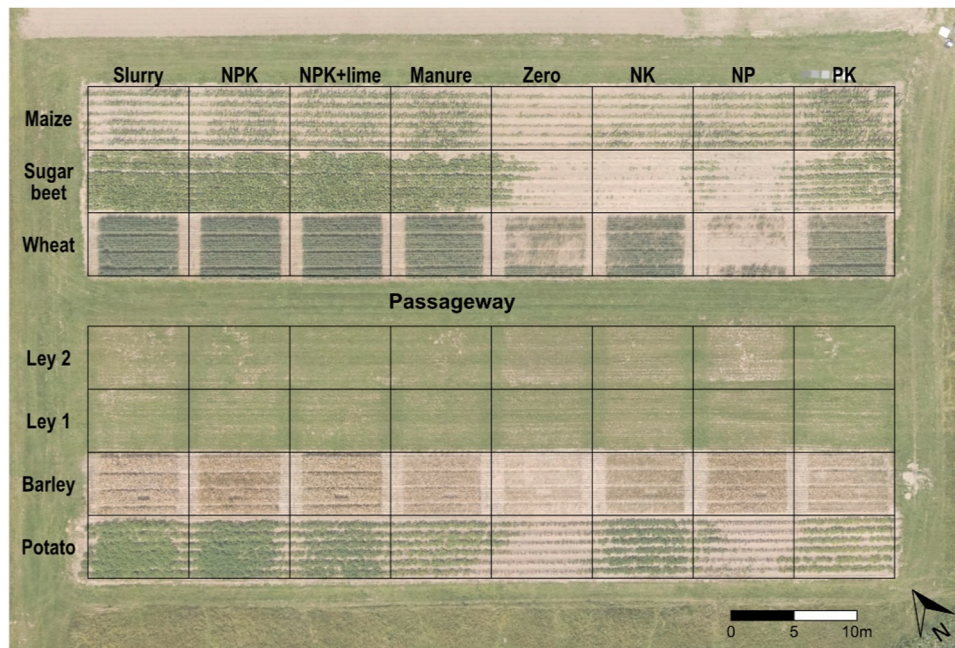 Slurry NPK NPK+lime Manure Zero NK NP PK
Maize
Sugar
beet
Wheat
Passageway
Ley 2
Ley 1
Barley
Potato
0 5 10m
N